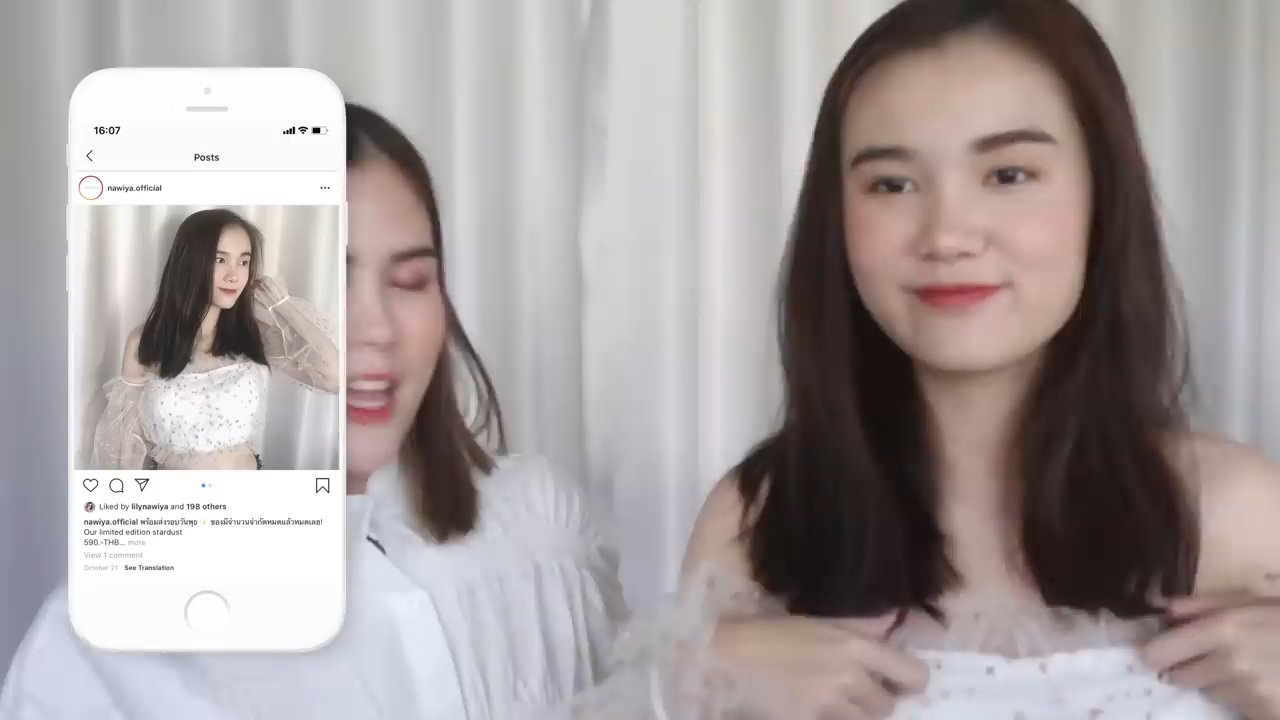 16:07
Posts
nawiya.official
Liked by lilynawiya and 198 others
nawiya.official พร้อมส่งรอบวันพุธ ✨ ของมีจำนวนจำกัดหมดแล้วหมดเลย!
Our limited edition stardust
590.-THB... more
View 1 comment
October 21 See Translation